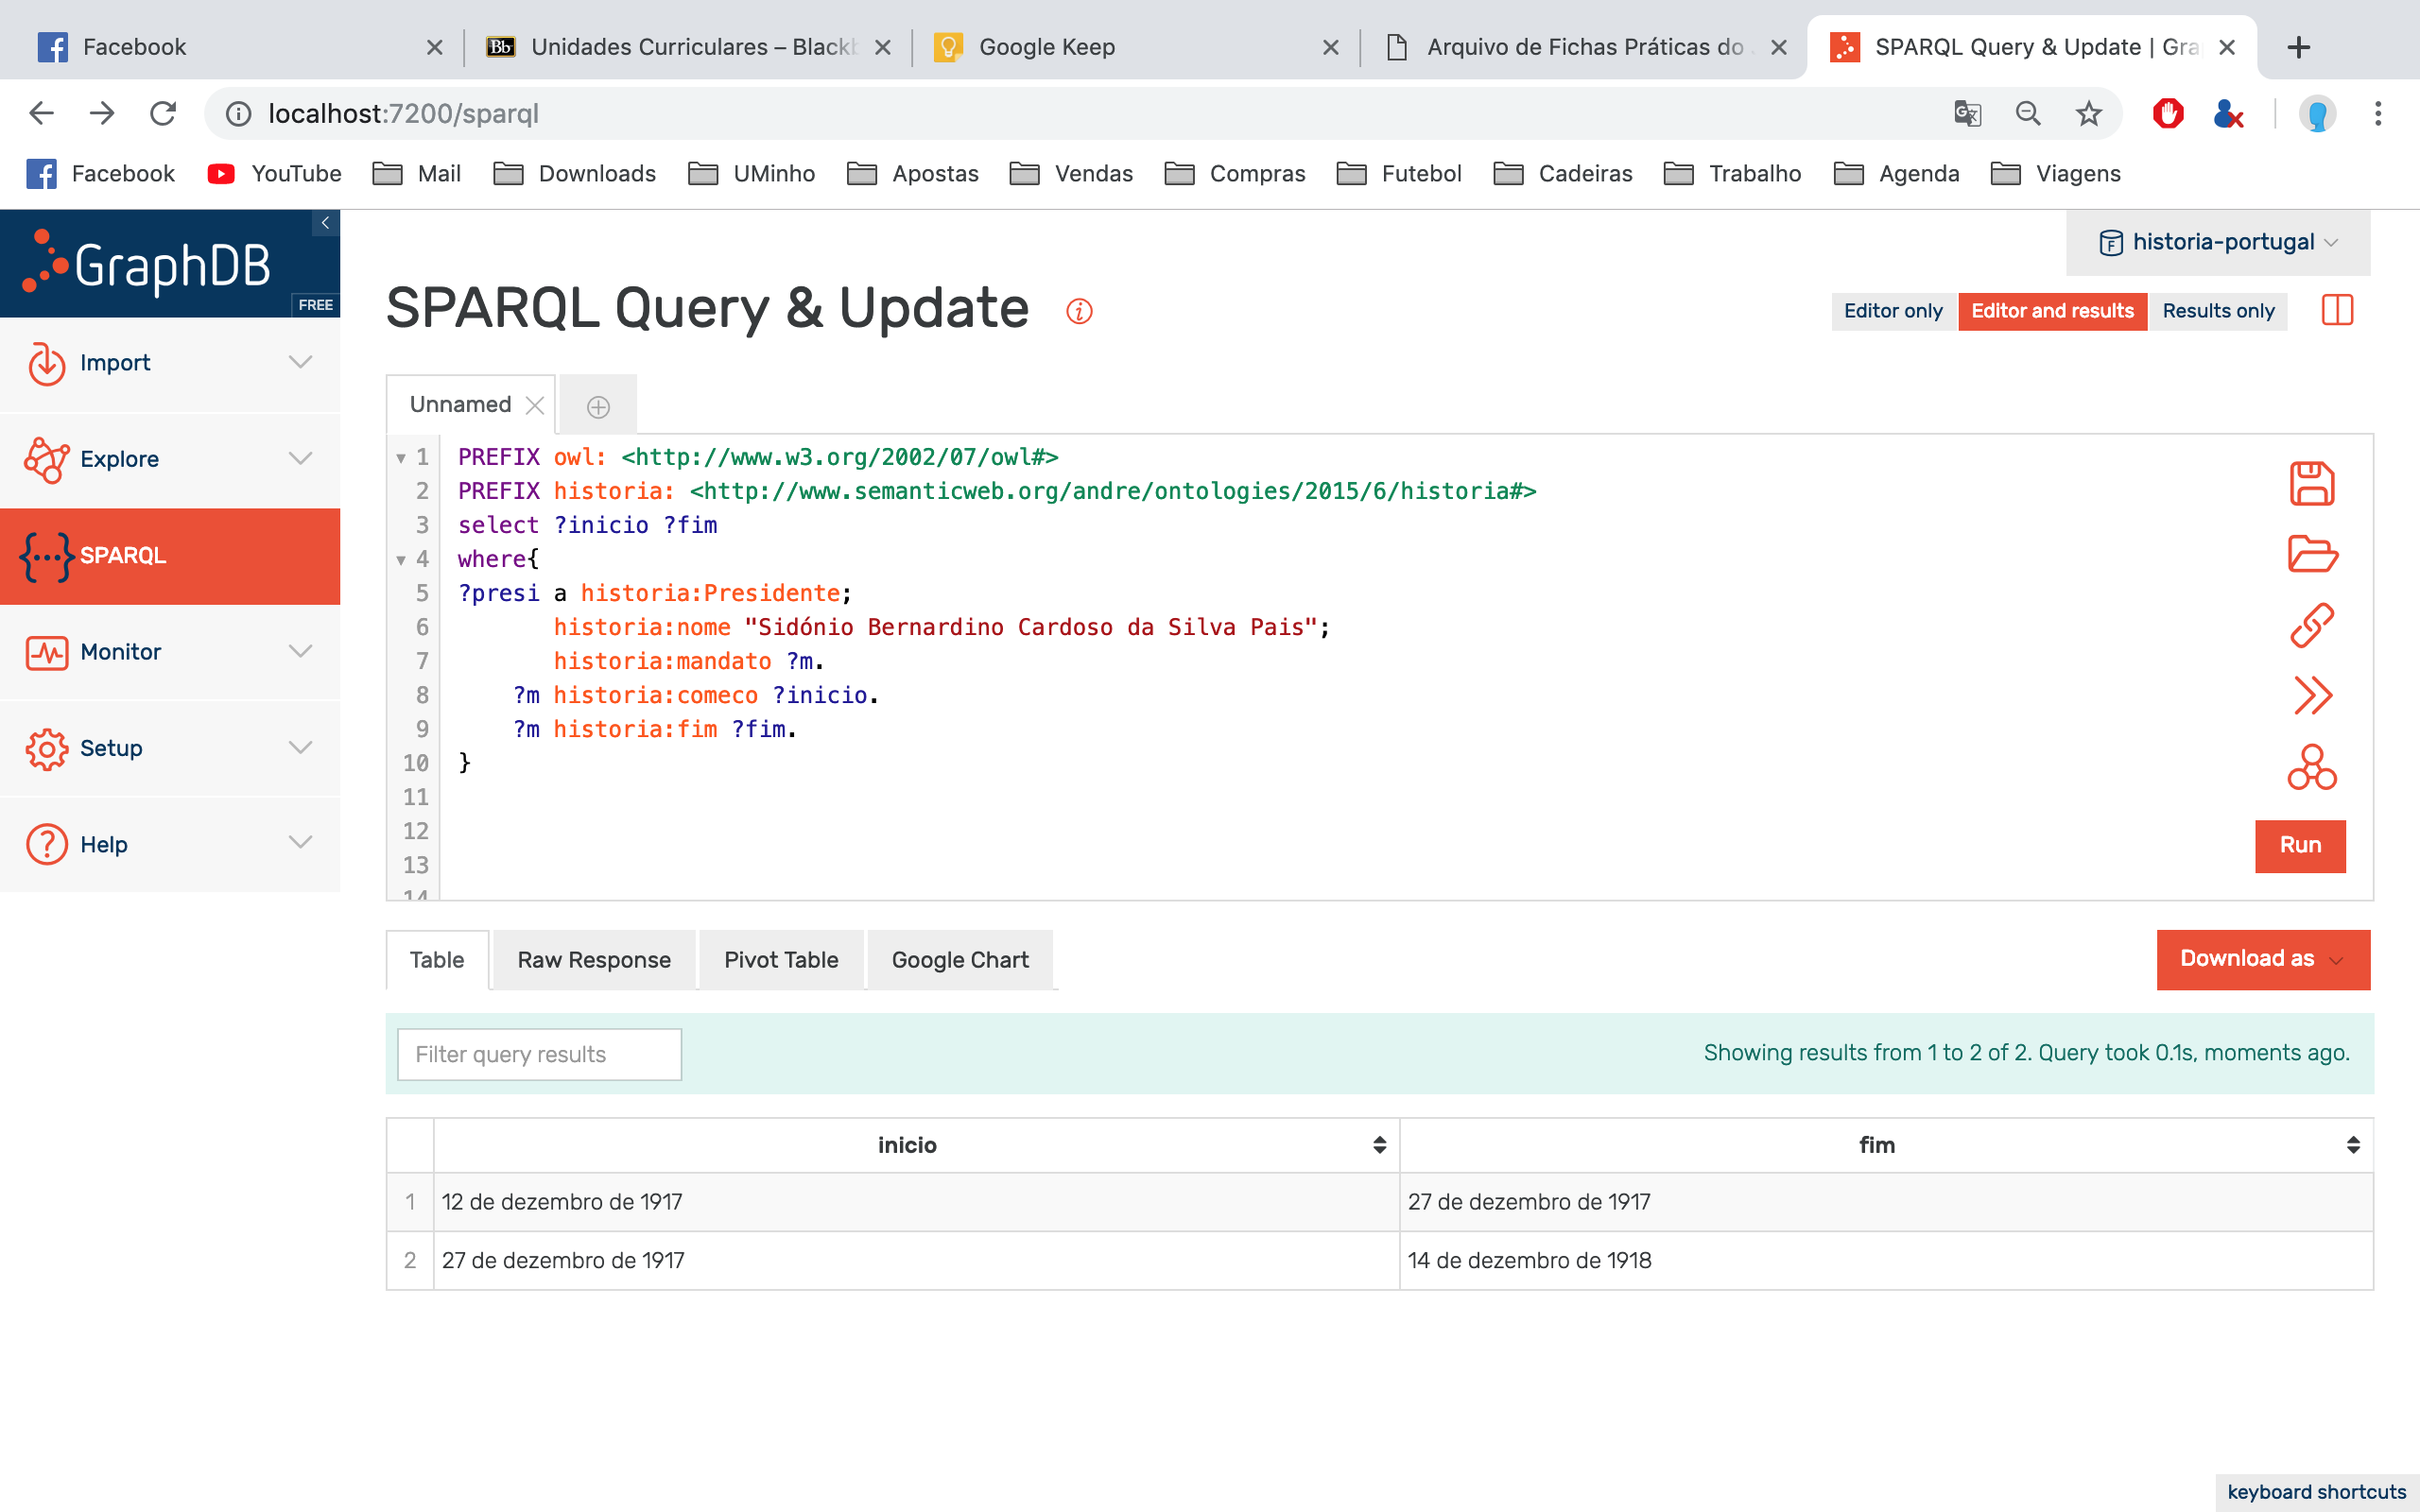 Facebook
Unidades Curriculares – Blackb
Google Keep
Arquivo de Fichas Práticas do
SPARQL Query & Update | Gra
localhost:7200/sparql
Facebook YouTube Mail Downloads UMinho Apostas Vendas Compras Futebol Cadeiras Trabalho Agenda Viagens
GraphDB
FREE
historia-portugal
SPARQL Query & Update
Editor only Editor and results Results only
Import
Explore
SPARQL
Monitor
Setup
Help
Unnamed
1 PREFIX owl: <http://www.w3.org/2002/07/owl#>
2 PREFIX historia: <http://www.semanticweb.org/andre/ontologies/2015/6/historia#>
3 select ?inicio ?fim
4 where{
5 ?presi a historia:Presidente;
6 historia:nome "Sidónio Bernardino Cardoso da Silva Pais";
7 historia:mandato ?m.
8 ?m historia:comeco ?inicio.
9 ?m historia:fim ?fim.
10 }
11
12
13
14
Run
Table Raw Response Pivot Table Google Chart
Download as
Filter query results
Showing results from 1 to 2 of 2. Query took 0.1s, moments ago.
inicio fim
1 12 de dezembro de 1917 27 de dezembro de 1917
2 27 de dezembro de 1917 14 de dezembro de 1918
keyboard shortcuts